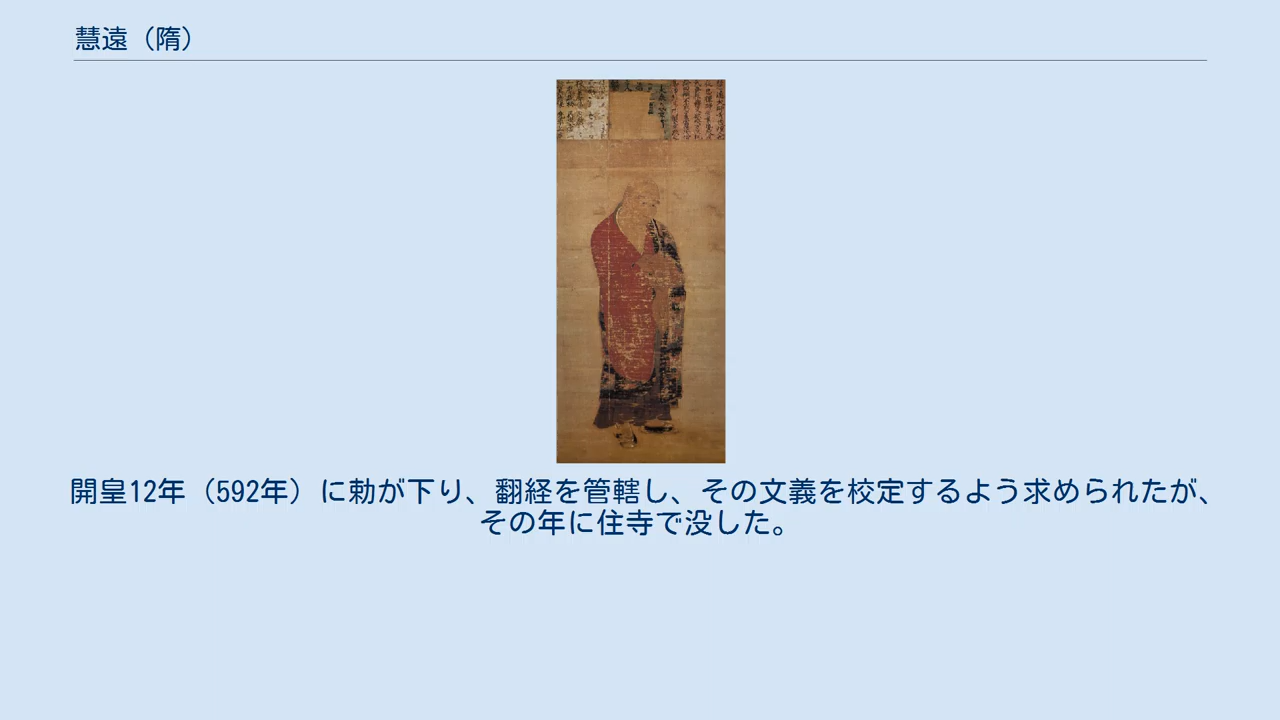 慧遠（隋）
開皇12年（592年）に勅が下り、翻経を管轄し、その文義を校定するよう求められたが、
その年に住寺で没した。